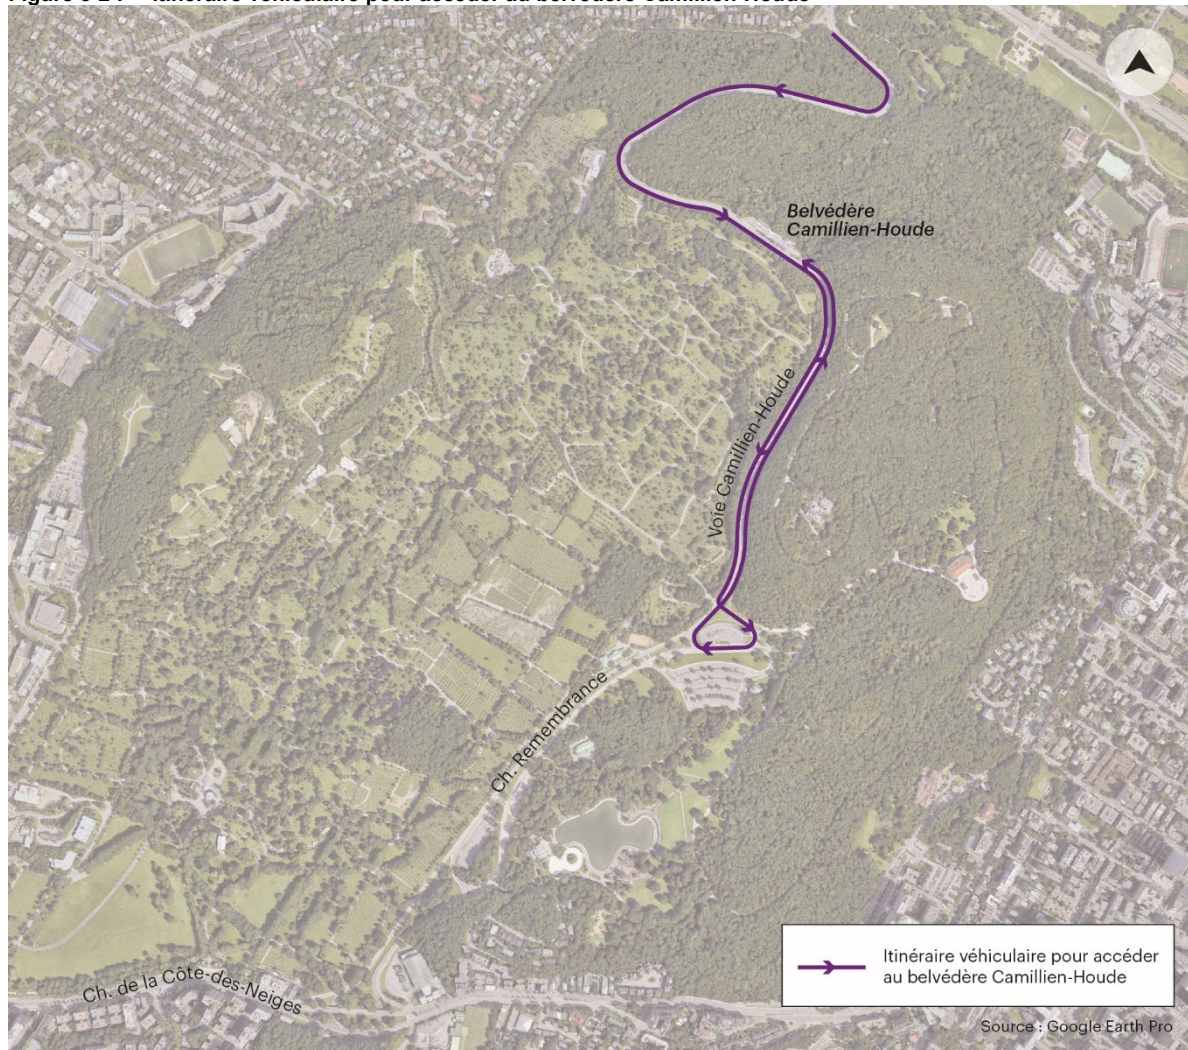 Belvédère
Camillien-Houde
Voie Camillien-Houde
Ch. Remembrance
Ch. de la Côte-des-Neiges
Itinéraire véhiculaire pour accéder
au belvédère Camillien-Houde
Source : Google Earth Pro